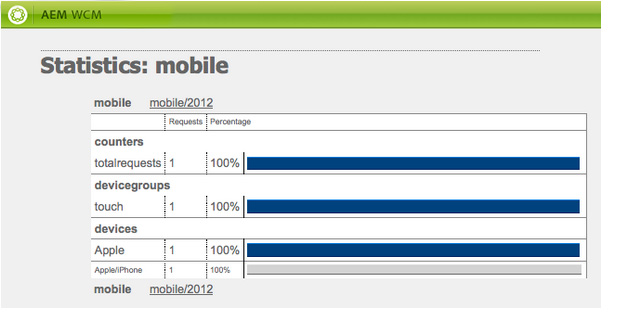 AEM WCM
Statistics: mobile
mobile mobile/2012
Requests Percentage
counters
totalrequests 1 100%
devicegroups
touch 1 100%
devices
Apple 1 100%
Apple/iPhone 1 100%
mobile mobile/2012